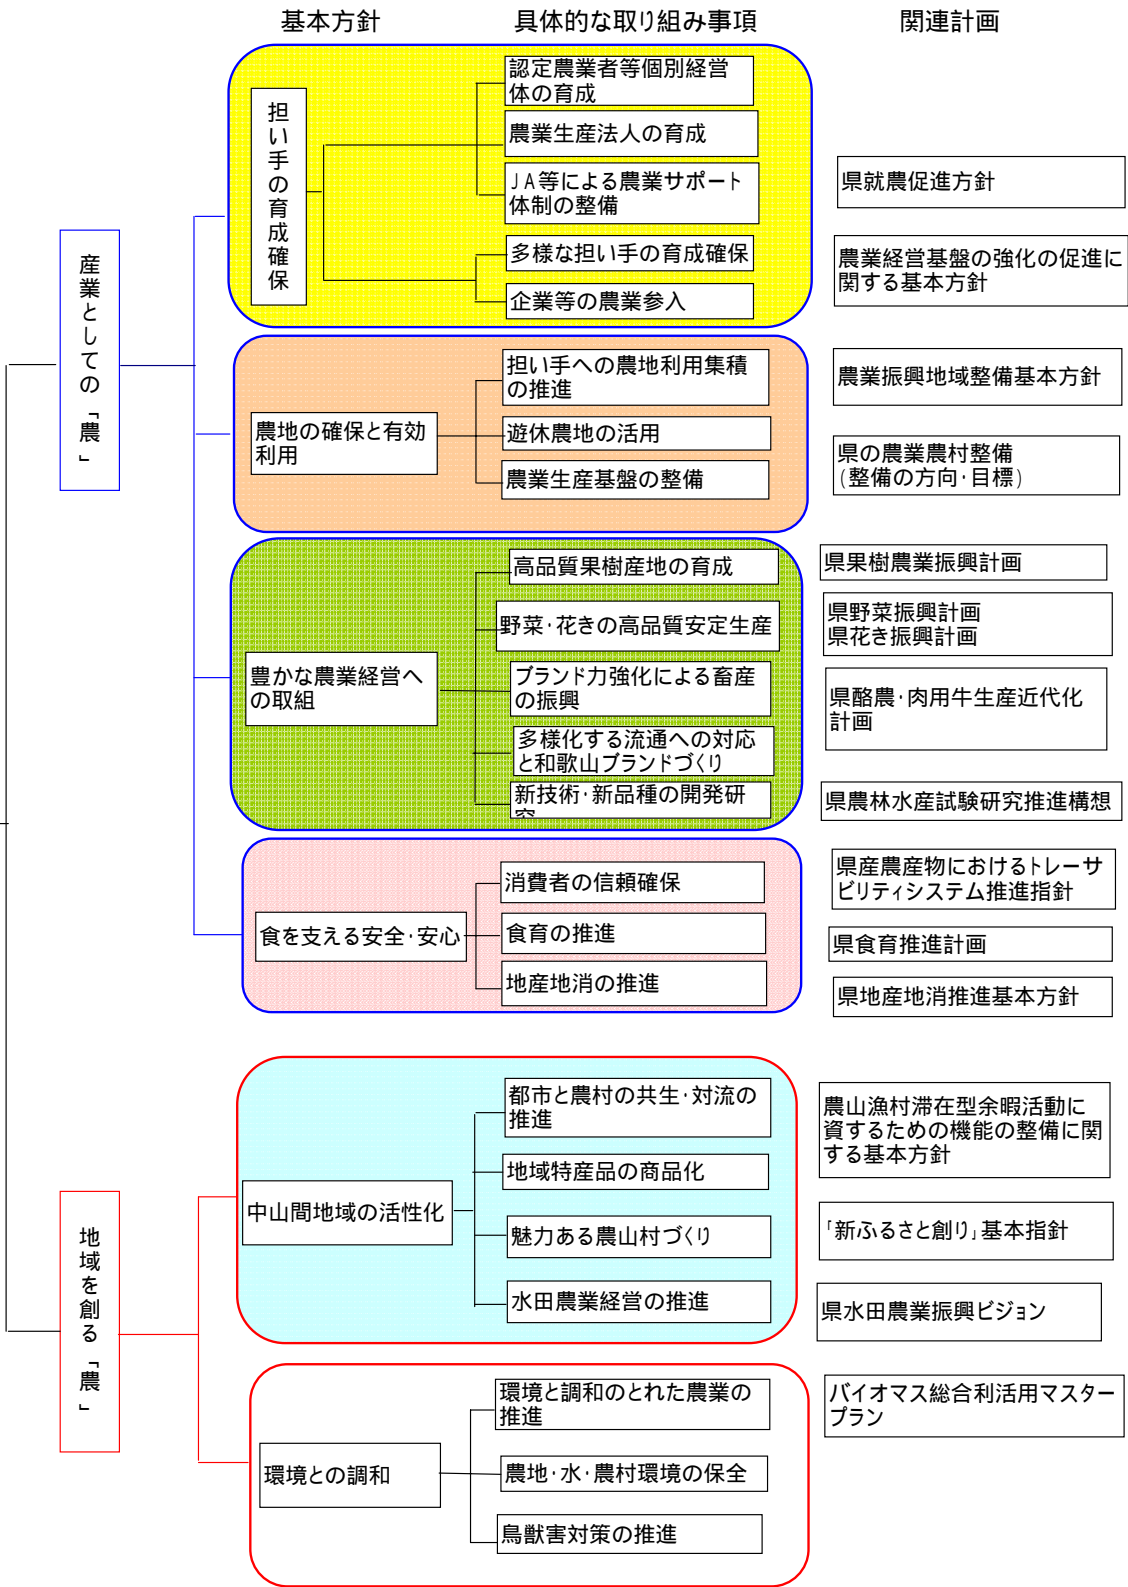 基本方針
具体的な取り組み事項
関連計画
産業としての「農」
担い手の育成確保
認定農業者等個別経営
体の育成
農業生産法人の育成
JA等による農業サポート
体制の整備
多様な担い手の育成確保
企業等の農業参入
県就農促進方針
農業経営基盤の強化の促進に
関する基本方針
農地の確保と有効
利用
担い手への農地利用集積
の推進
遊休農地の活用
農業生産基盤の整備
農業振興地域整備基本方針
県の農業農村整備
(整備の方向・目標)
豊かな農業経営へ
の取組
高品質果樹産地の育成
野菜・花きの高品質安定生産
ブランド力強化による畜産
の振興
多様化する流通への対応
と和歌山ブランドづくり
新技術・新品種の開発研
究
県果樹農業振興計画
県野菜振興計画
県花き振興計画
県酪農・肉用牛生産近代化
計画
県農林水産試験研究推進構想
食を支える安全・安心
消費者の信頼確保
食育の推進
地産地消の推進
県産農産物におけるトレーサ
ビリティシステム推進指針
県食育推進計画
県地産地消推進基本方針
地域を創る「農」
中山間地域の活性化
都市と農村の共生・対流の
推進
地域特産品の商品化
魅力ある農山村づくり
水田農業経営の推進
農山漁村滞在型余暇活動に
資するための機能の整備に関
する基本方針
「新ふるさと創り」基本指針
県水田農業振興ビジョン
環境との調和
環境と調和のとれた農業の
推進
農地・水・農村環境の保全
鳥獣害対策の推進
バイオマス総合利活用マスター
プラン